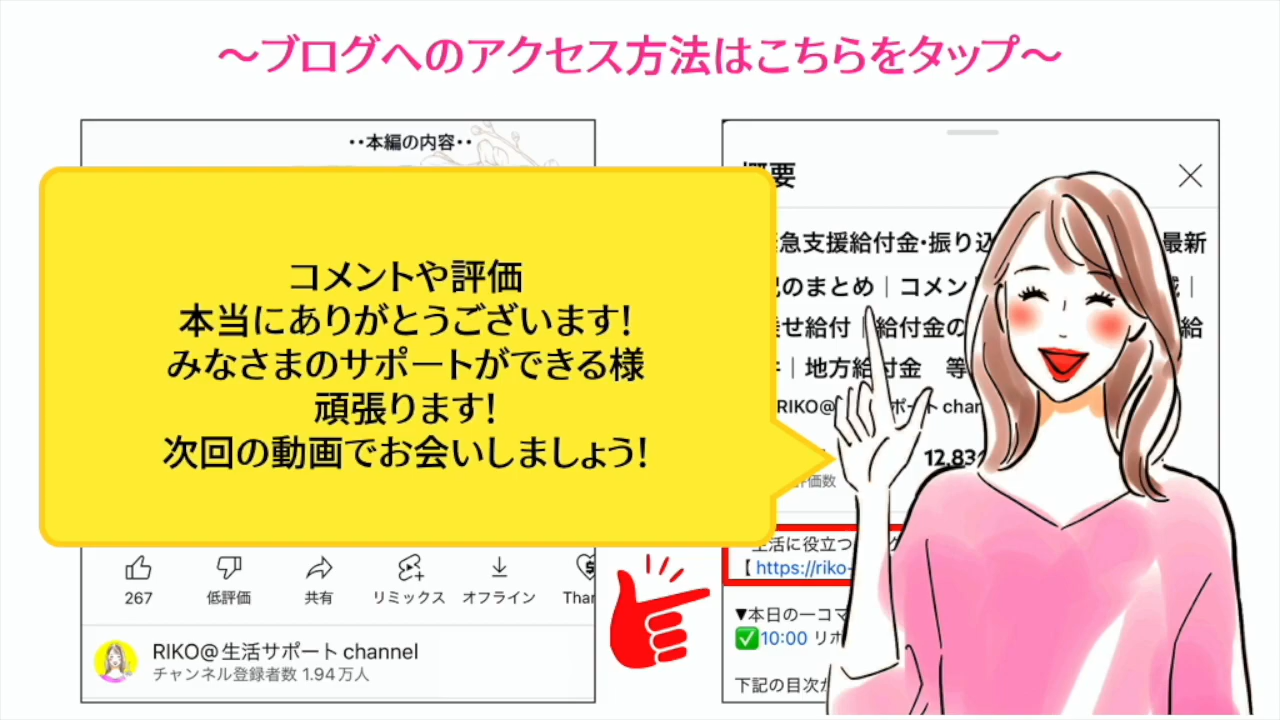 ～ブログへのアクセス方法はこちらをタップ～
・・本編の内容・・
コメントや評価
本当にありがとうございます!
みなさまのサポートができる様
頑張ります!
次回の動画でお会いしましょう!
267
低評価
共有
リミックス
オフライン
RIKO@生活サポートchannel
チャンネル登録者数 1.94万人
概要
急支援給付金・振り込
最新
のまとめ｜コメン
せ給付
給付金の
給
｜地方給付金 等
RIKO@
ポート
12,83
評価数
生活に役立つ
【https://riko-
▼本日の一コマ
✅10:00 リホ
下記の目次